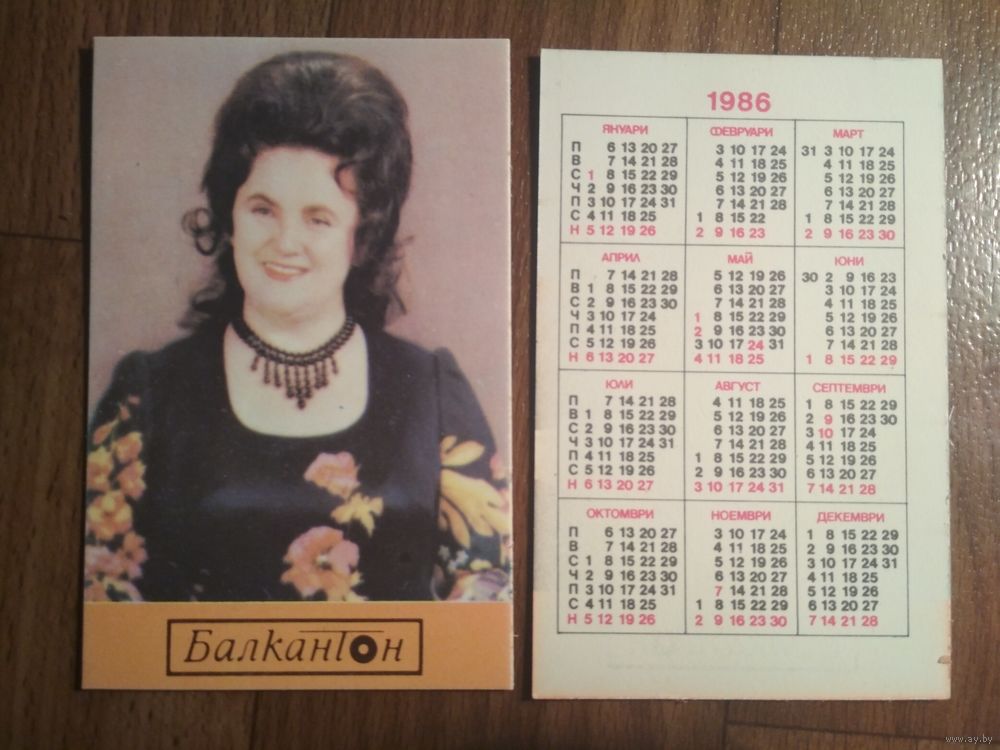 Балкантон
1986
ЯНУАРИ
П 6 13 20 27
В 7 14 21 28
С 1 8 15 22 29
Ч 2 9 16 23 30
П 3 10 17 24 31
С 4 11 18 25
Н 5 12 19 26
ФЕВРУАРИ
3 10 17 24
4 11 18 25
5 12 19 26
6 13 20 27
7 14 21 28
1 8 15 22
2 9 16 23
МАРТ
31 3 10 17 24
4 11 18 25
5 12 19 26
6 13 20 27
7 14 21 28
1 8 15 22 29
2 9 16 23 30
АПРИЛ
П 7 14 21 28
В 1 8 15 22 29
С 2 9 16 23 30
Ч 3 10 17 24
П 4 11 18 25
С 5 12 19 26
Н 6 13 20 27
МАЙ
5 12 19 26
6 13 20 27
7 14 21 28
1 8 15 22 29
2 9 16 23 30
3 10 17 24 31
4 11 18 25
ЮНИ
30 2 9 16 23
3 10 17 24
4 11 18 25
5 12 19 26
6 13 20 27
7 14 21 28
1 8 15 22 29
ЮЛИ
П 7 14 21 28
В 1 8 15 22 29
С 2 9 16 23 30
Ч 3 10 17 24 31
П 4 11 18 25
С 5 12 19 26
Н 6 13 20 27
АВГУСТ
4 11 18 25
5 12 19 26
6 13 20 27
7 14 21 28
1 8 15 22 29
2 9 16 23 30
3 10 17 24 31
СЕПТЕМВРИ
1 8 15 22 29
2 9 16 23 30
3 10 17 24
4 11 18 25
5 12 19 26
6 13 20 27
7 14 21 28
ОКТОМВРИ
П 6 13 20 27
В 7 14 21 28
С 1 8 15 22 29
Ч 2 9 16 23 30
П 3 10 17 24 31
С 4 11 18 25
Н 5 12 19 26
НОЕМВРИ
3 10 17 24
4 11 18 25
5 12 19 26
6 13 20 27
7 14 21 28
1 8 15 22 29
2 9 16 23 30
ДЕКЕМВРИ
1 8 15 22 29
2 9 16 23 30
3 10 17 24 31
4 11 18 25
5 12 19 26
6 13 20 27
7 14 21 28
www.ay.by